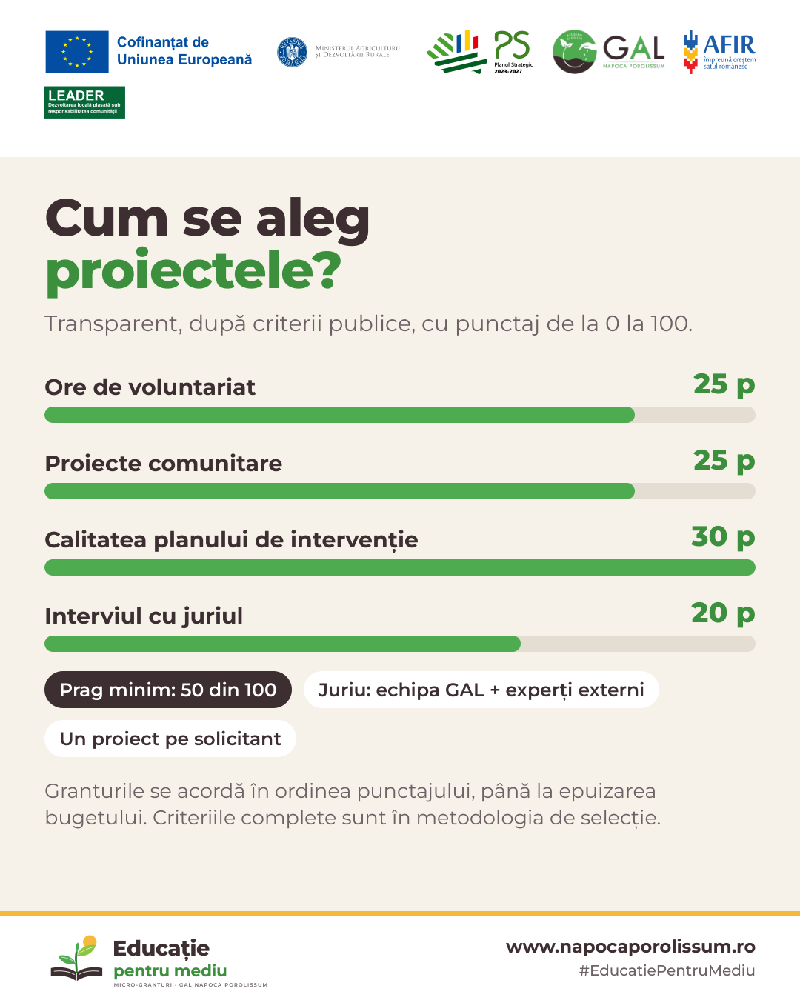 Cofinanțat de
Uniunea Europeană
Ministerul Agriculturii
și Dezvoltării Rurale
PS
Planul Strategic
2023-2027
GAL
NAPOCA POROLISSUM
AFIR
împreună creștem
satul românesc
LEADER
Dezvoltarea locală plasată sub
responsabilitatea comunității
Cum se aleg
proiectele?
Transparent, după criterii publice, cu punctaj de la 0 la 100.
Ore de voluntariat 25 p
Proiecte comunitare 25 p
Calitatea planului de intervenție 30 p
Interviul cu juriul 20 p
Prag minim: 50 din 100
Juriu: echipa GAL + experți externi
Un proiect pe solicitant
Granturile se acordă în ordinea punctajului, până la epuizarea
bugetului. Criteriile complete sunt în metodologia de selecție.
Educație
pentru mediu
MICRO-GRANTURI · GAL NAPOCA POROLISSUM
www.napocaporolissum.ro
#EducatiePentruMediu